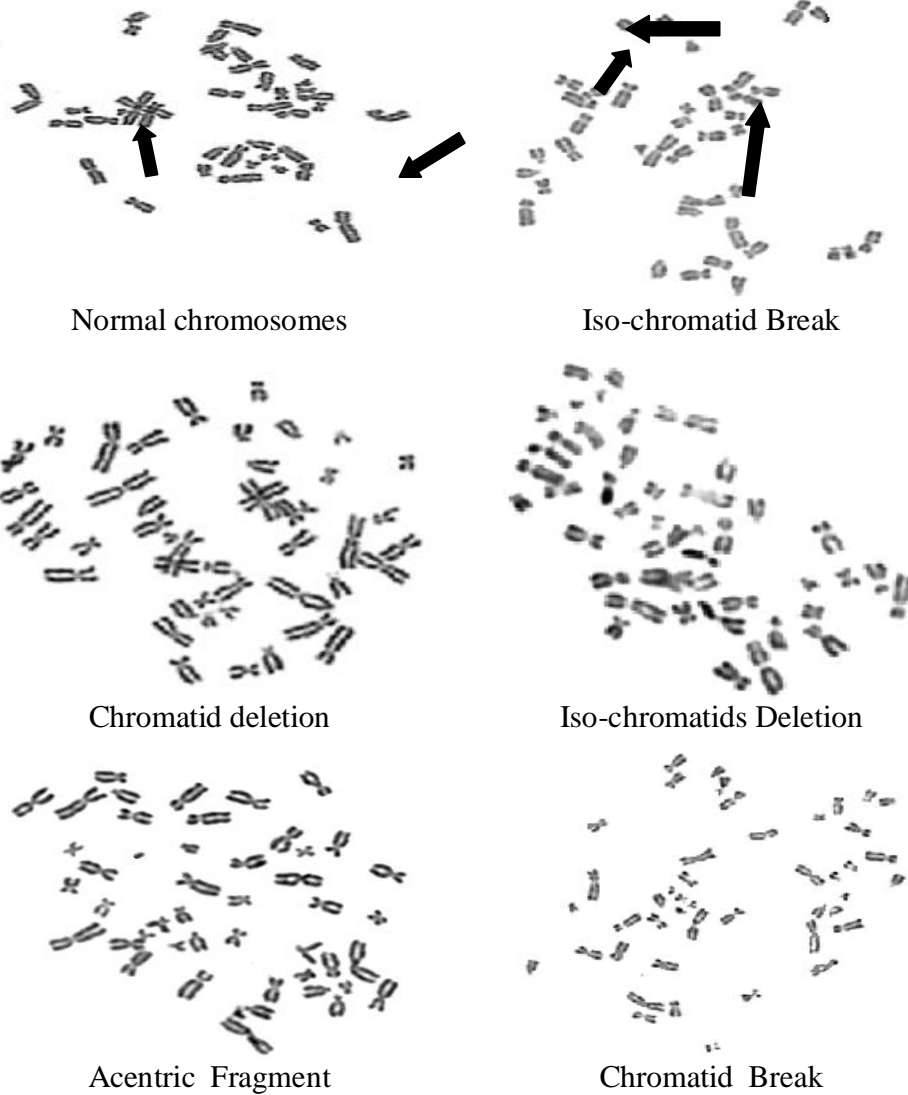 Normal chromosomes
Iso-chromatid Break
Chromatid deletion
Iso-chromatids Deletion
Acentric Fragment
Chromatid Break